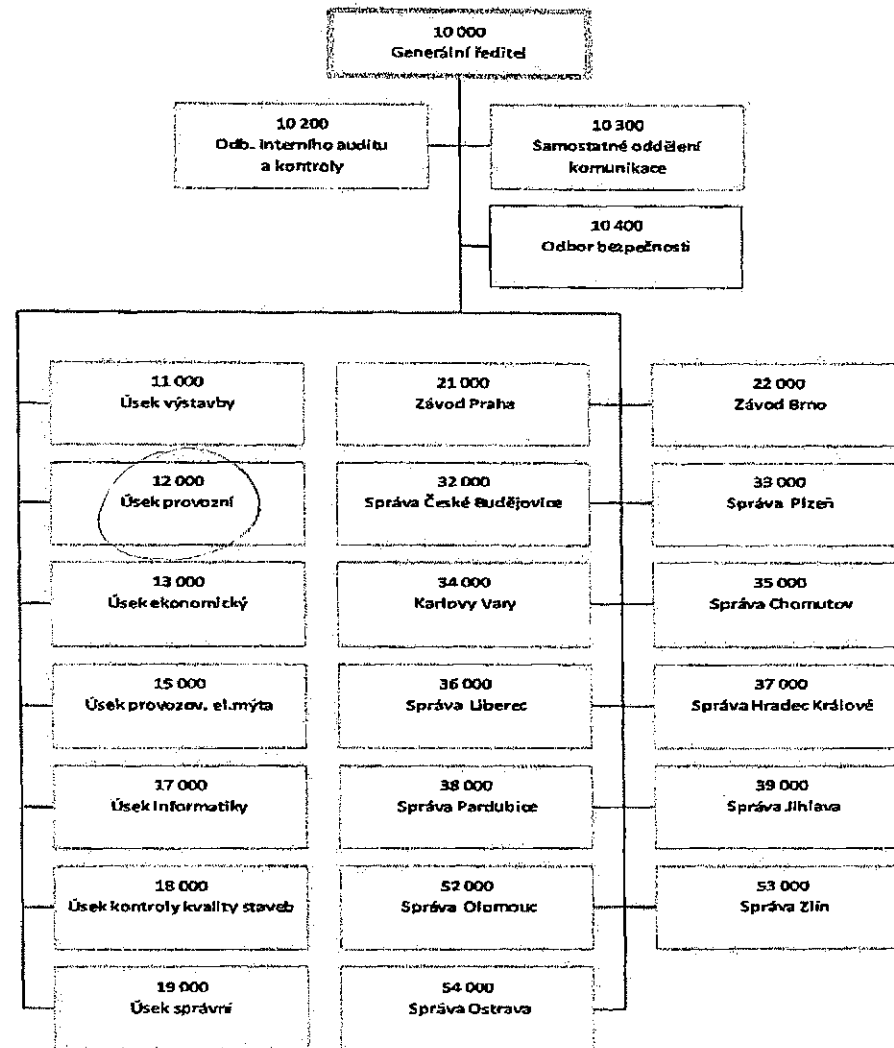 10 000
Generální ředitel
10 200
Odb. interního auditu
a kontroly
10 300
Samostatné oddělení
komunikace
10 400
Odbor bezpečnosti
11 000
Úsek výstavby
21 000
Závod Praha
22 000
Závod Brno
12 000
Úsek provozní
32 000
Správa České Budějovice
33 000
Správa Plzeň
13 000
Úsek ekonomický
34 000
Karlovy Vary
35 000
Správa Chomutov
15 000
Úsek provozov. el.mýta
36 000
Správa Liberec
37 000
Správa Hradec Králové
17 000
Úsek Informatiky
38 000
Správa Pardubice
39 000
Správa Jihlava
18 000
Úsek kontroly kvality staveb
52 000
Správa Olomouc
53 000
Správa Zlín
19 000
Úsek správní
54 000
Správa Ostrava